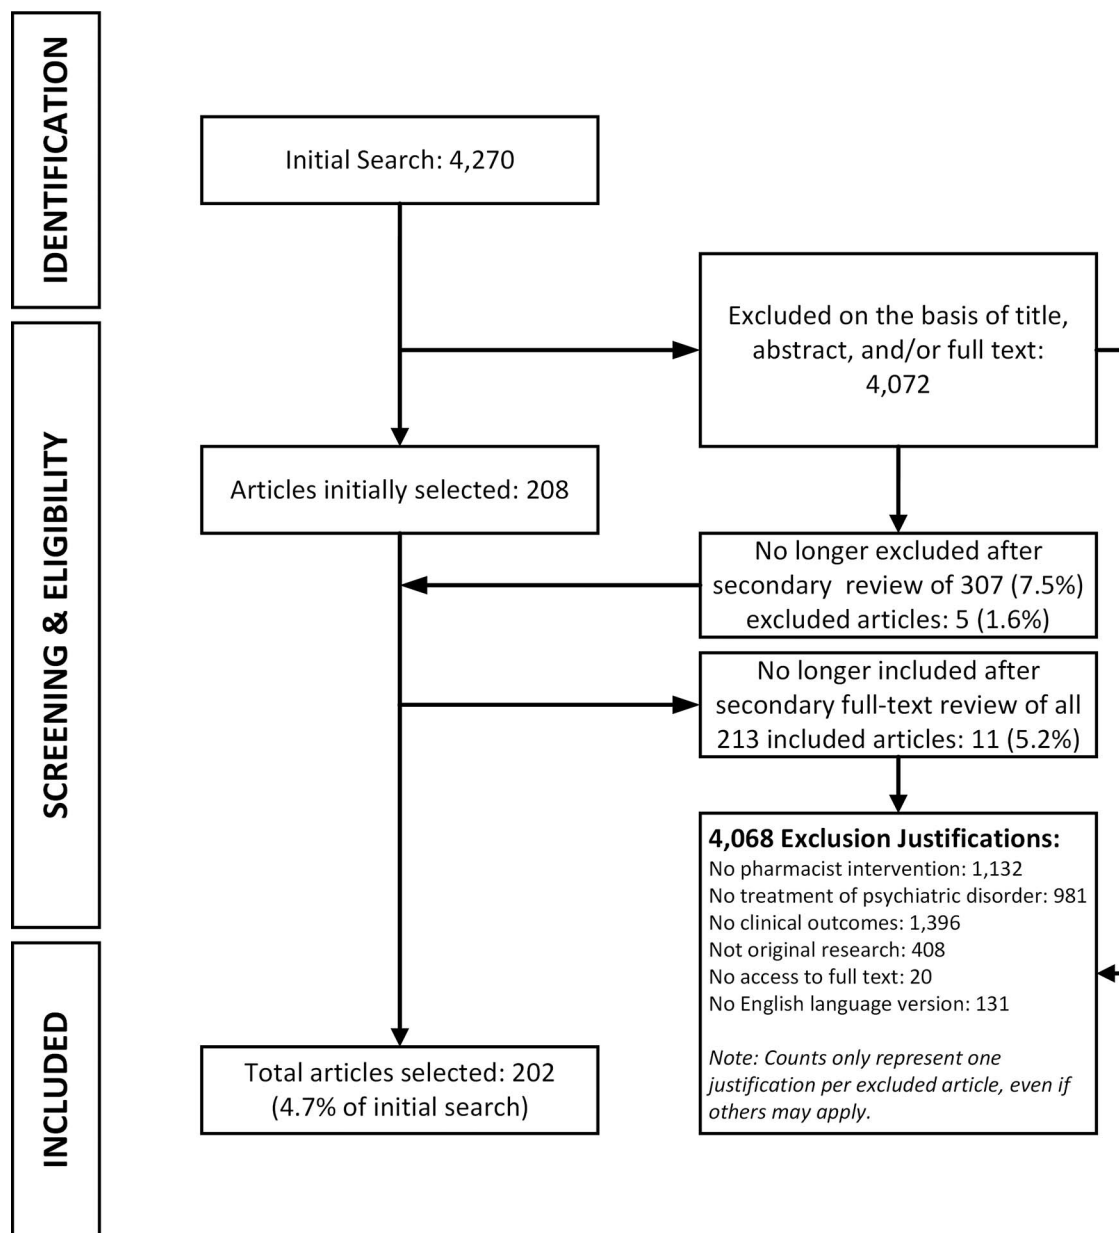 IDENTIFICATION
Initial Search: 4,270
Excluded on the basis of title,
abstract, and/or full text:
4,072
SCREENING & ELIGIBILITY
Articles initially selected: 208
No longer excluded after
secondary review of 307 (7.5%)
excluded articles: 5 (1.6%)
No longer included after
secondary full-text review of all
213 included articles: 11 (5.2%)
4,068 Exclusion Justifications:
No pharmacist intervention: 1,132
No treatment of psychiatric disorder: 981
No clinical outcomes: 1,396
Not original research: 408
No access to full text: 20
No English language version: 131
Note: Counts only represent one
justification per excluded article, even if
others may apply.
INCLUDED
Total articles selected: 202
(4.7% of initial search)